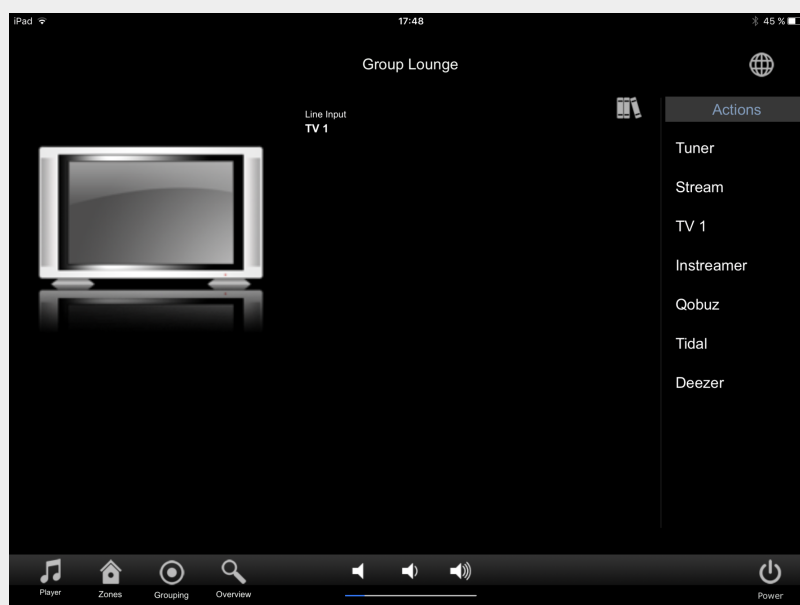 iPad 17:48 45 %
Group Lounge
Line Input
TV 1
Actions
Tuner
Stream
TV 1
Instreamer
Qobuz
Tidal
Deezer
Player Zones Grouping Overview Power